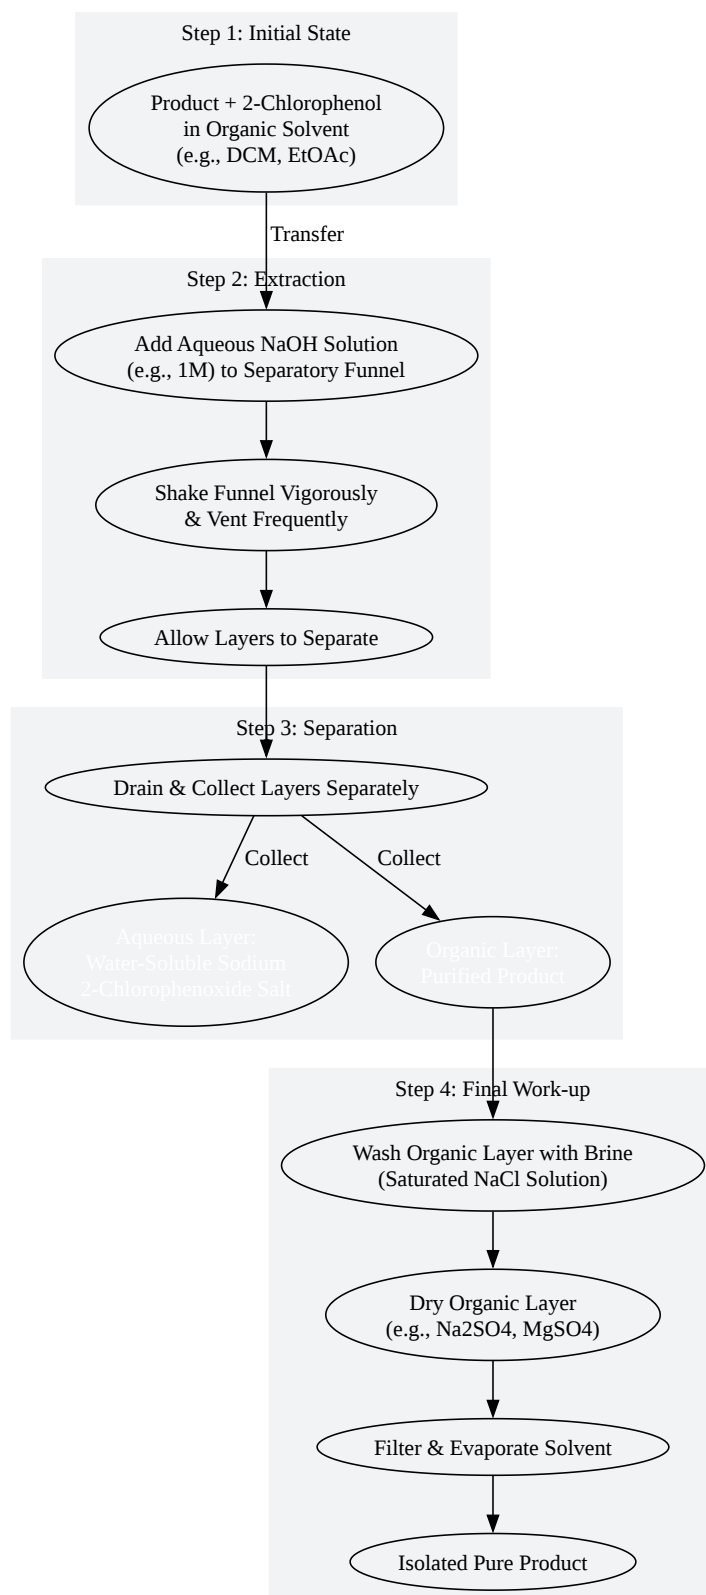 Step 1: Initial State
Product + 2-Chlorophenol
in Organic Solvent
(e.g., DCM, EtOAc)
Transfer
Step 2: Extraction
Add Aqueous NaOH Solution
(e.g., 1M) to Separatory Funnel
Shake Funnel Vigorously
& Vent Frequently
Allow Layers to Separate
Step 3: Separation
Drain & Collect Layers Separately
Collect
Collect
Aqueous Layer:
Water-Soluble Sodium
2-Chlorophenoxide Salt
Organic Layer:
Purified Product
Step 4: Final Work-up
Wash Organic Layer with Brine
(Saturated NaCl Solution)
Dry Organic Layer
(e.g., Na2SO4, MgSO4)
Filter & Evaporate Solvent
Isolated Pure Product